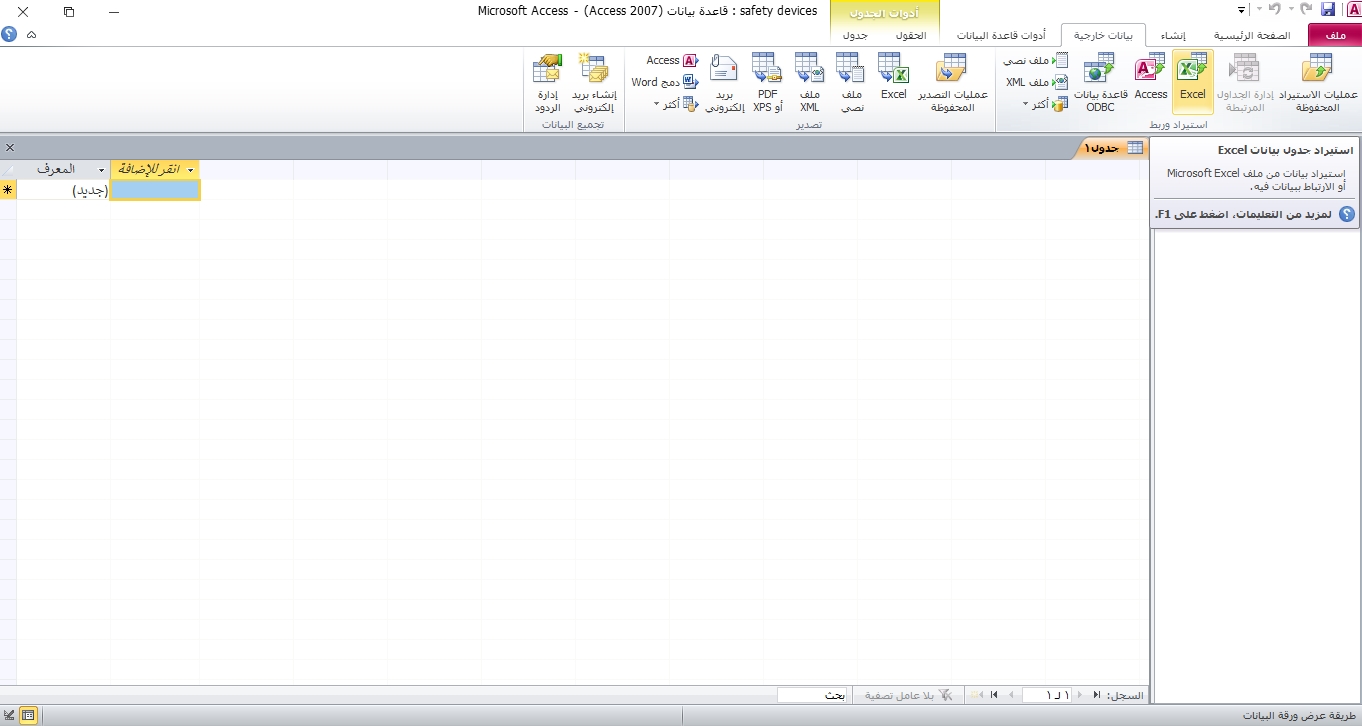 safety devices : قاعدة بيانات (Access 2007) - Microsoft Access
أدوات الجدول
ملف
الصفحة الرئيسية
إنشاء
بيانات خارجية
أدوات قاعدة البيانات
الحقول
جدول
عمليات الاستيراد المحفوظة
إدارة الجداول المرتبطة
Excel
Access
قاعدة بيانات ODBC
ملف نصي
ملف XML
أكثر
استيراد وربط
عمليات التصدير المحفوظة
Excel
ملف نصي
ملف XML
PDF أو XPS
بريد إلكتروني
Access
دمج Word
أكثر
تصدير
إنشاء بريد إلكتروني
إدارة الردود
تجميع البيانات
استيراد جدول بيانات Excel
استيراد بيانات من ملف Microsoft Excel
أو الارتباط ببيانات فيه.
لمزيد من التعليمات، اضغط على F1.
جدول١
انقر للإضافة
المعرف
(جديد)
السجل:
١ لـ ١
بلا عامل تصفية
بحث
طريقة عرض ورقة البيانات